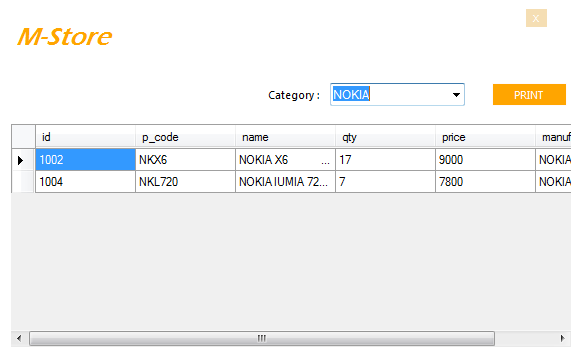 x
M-Store
Category : NOKIA PRINT
id p_code name qty price manuf
1002 NKX6 NOKIA X6 ... 17 9000 NOKIA
1004 NKL720 NOKIA lUMIA 72... 7 7800 NOKIA